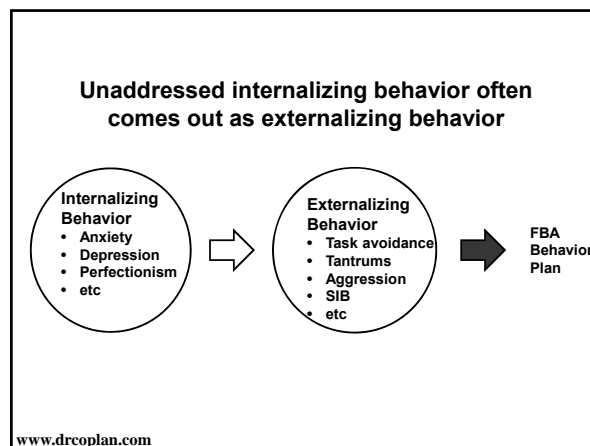 Unaddressed internalizing behavior often
comes out as externalizing behavior
Internalizing
Behavior
• Anxiety
• Depression
• Perfectionism
• etc
Externalizing
Behavior
• Task avoidance
• Tantrums
• Aggression
• SIB
• etc
FBA
Behavior
Plan
www.drcoplan.com